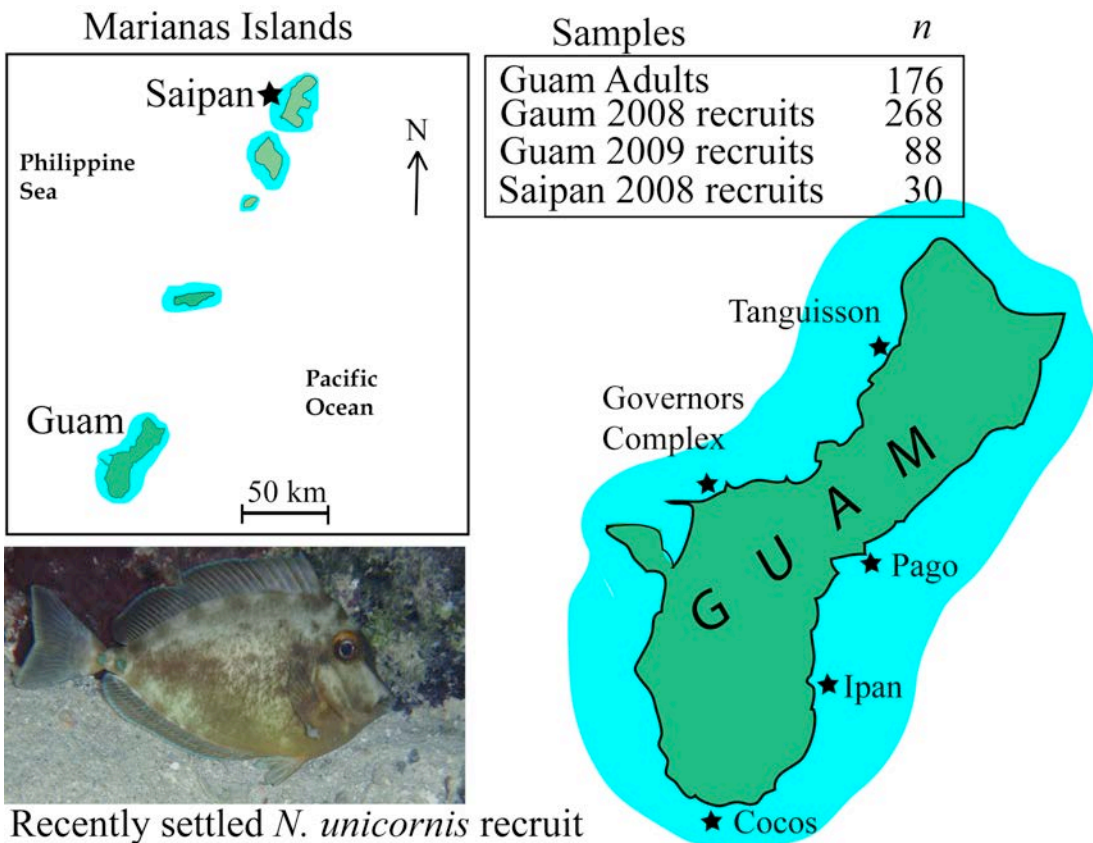 Marianas Islands
Saipan
Philippine
Sea
N
Pacific
Ocean
Guam
50 km
Samples n
Guam Adults 176
Gaum 2008 recruits 268
Guam 2009 recruits 88
Saipan 2008 recruits 30
Tanguisson
Governors
Complex
GUAM
Pago
Ipan
Cocos
Recently settled N. unicornis recruit